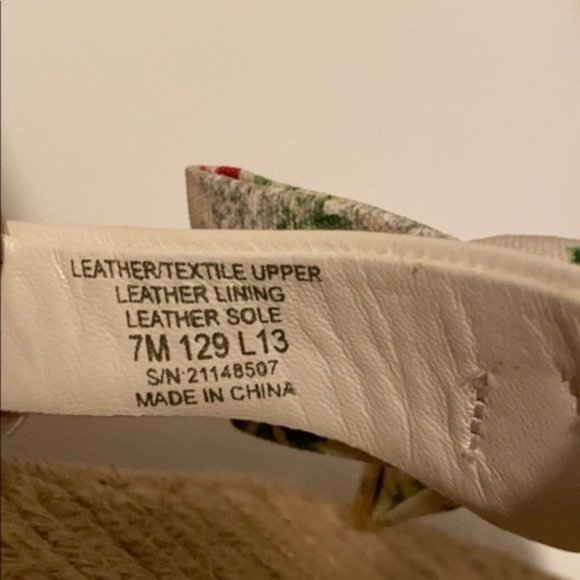 LEATHER/TEXTILE UPPER
LEATHER LINING
LEATHER SOLE
7M 129 L13
S/N 21148507
MADE IN CHINA